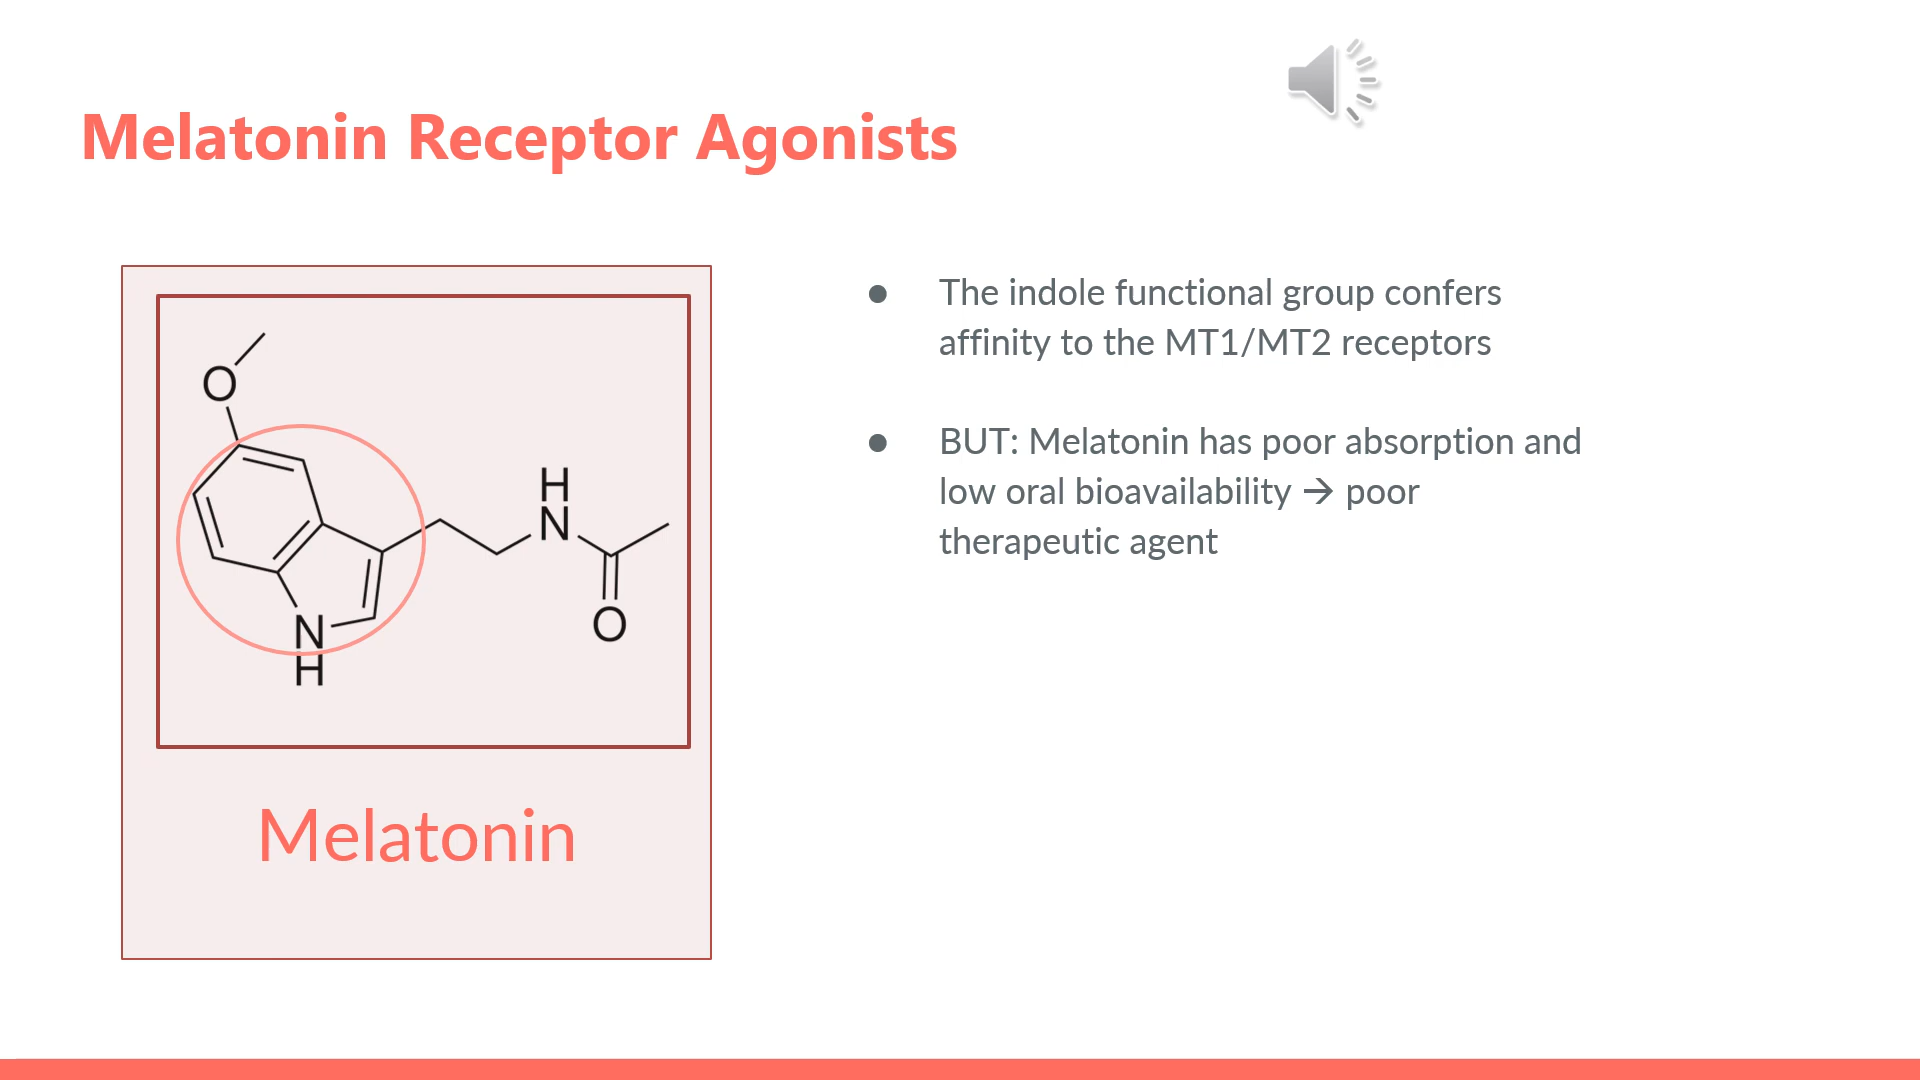 Melatonin Receptor Agonists
O
H
N
O
N
H
Melatonin
● The indole functional group confers
affinity to the MT1/MT2 receptors
● BUT: Melatonin has poor absorption and
low oral bioavailability → poor
therapeutic agent